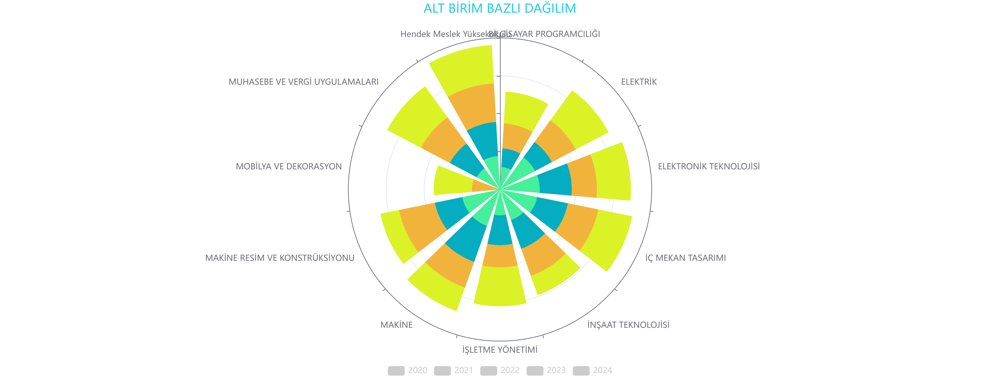 ALT BİRİM BAZLI DAĞILIM
Hendek Meslek Yüksekokulu
BİLGİSAYAR PROGRAMCILIĞI
MUHASEBE VE VERGİ UYGULAMALARI
ELEKTRİK
MOBİLYA VE DEKORASYON
ELEKTRONİK TEKNOLOJİSİ
MAKİNE RESİM VE KONSTRÜKSİYONU
İÇ MEKAN TASARIMI
MAKİNE
İNŞAAT TEKNOLOJİSİ
İŞLETME YÖNETİMİ
2020 2021 2022 2023 2024